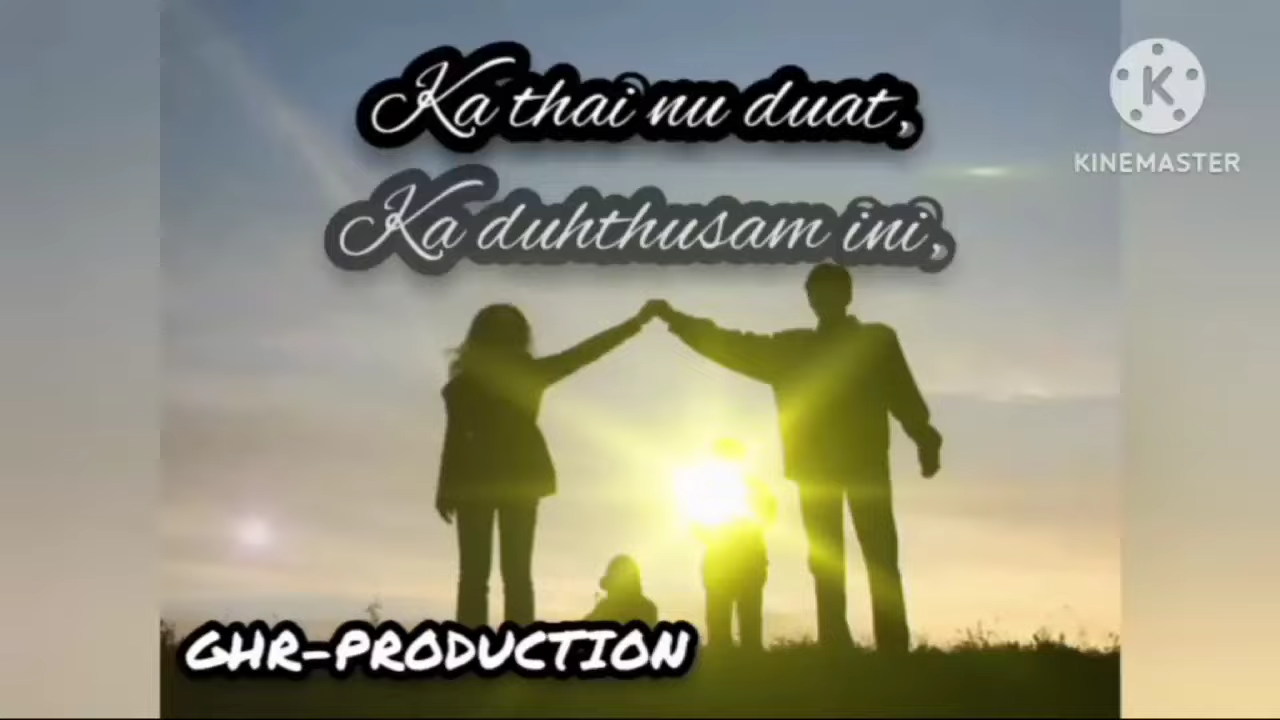 Ka thai nu duat,
KINEMASTER
Ka duhthusam ini,
GHR-PRODUCTION